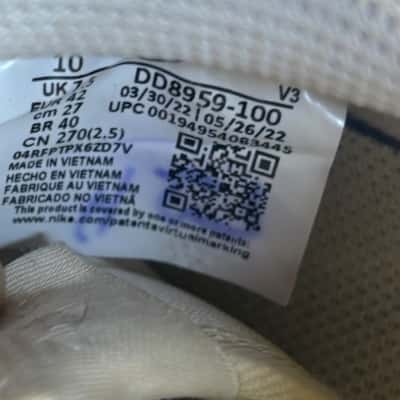 10
UK 7.5 DD8959-100 V3
EUR 42 03/30/22 | 05/26/22
cm 27 UPC 00194954083445
BR 40
CN 270(2.5)
04RFPTPX6ZD7V
MADE IN VIETNAM
HECHO EN VIETNAM
FABRIQUE AU VIETNAM
FABRICADO NO VIETNÃ
This product is covered by
one or more patents:
www.nike.com/patentsvirtualmarking